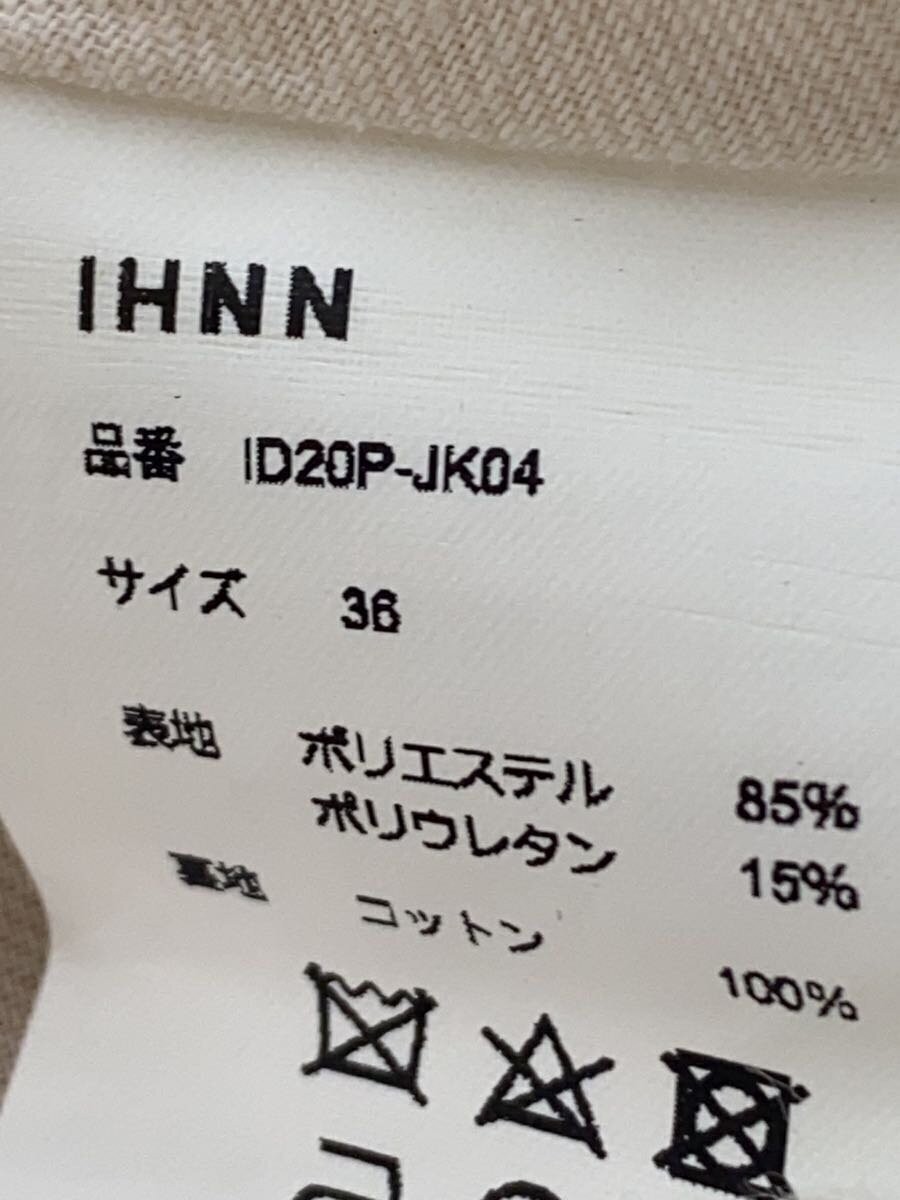 IHNN
品番 ID20P-JK04
サイズ 36
表地 ポリエステル 85%
ポリウレタン 15%
裏地 コットン 100%